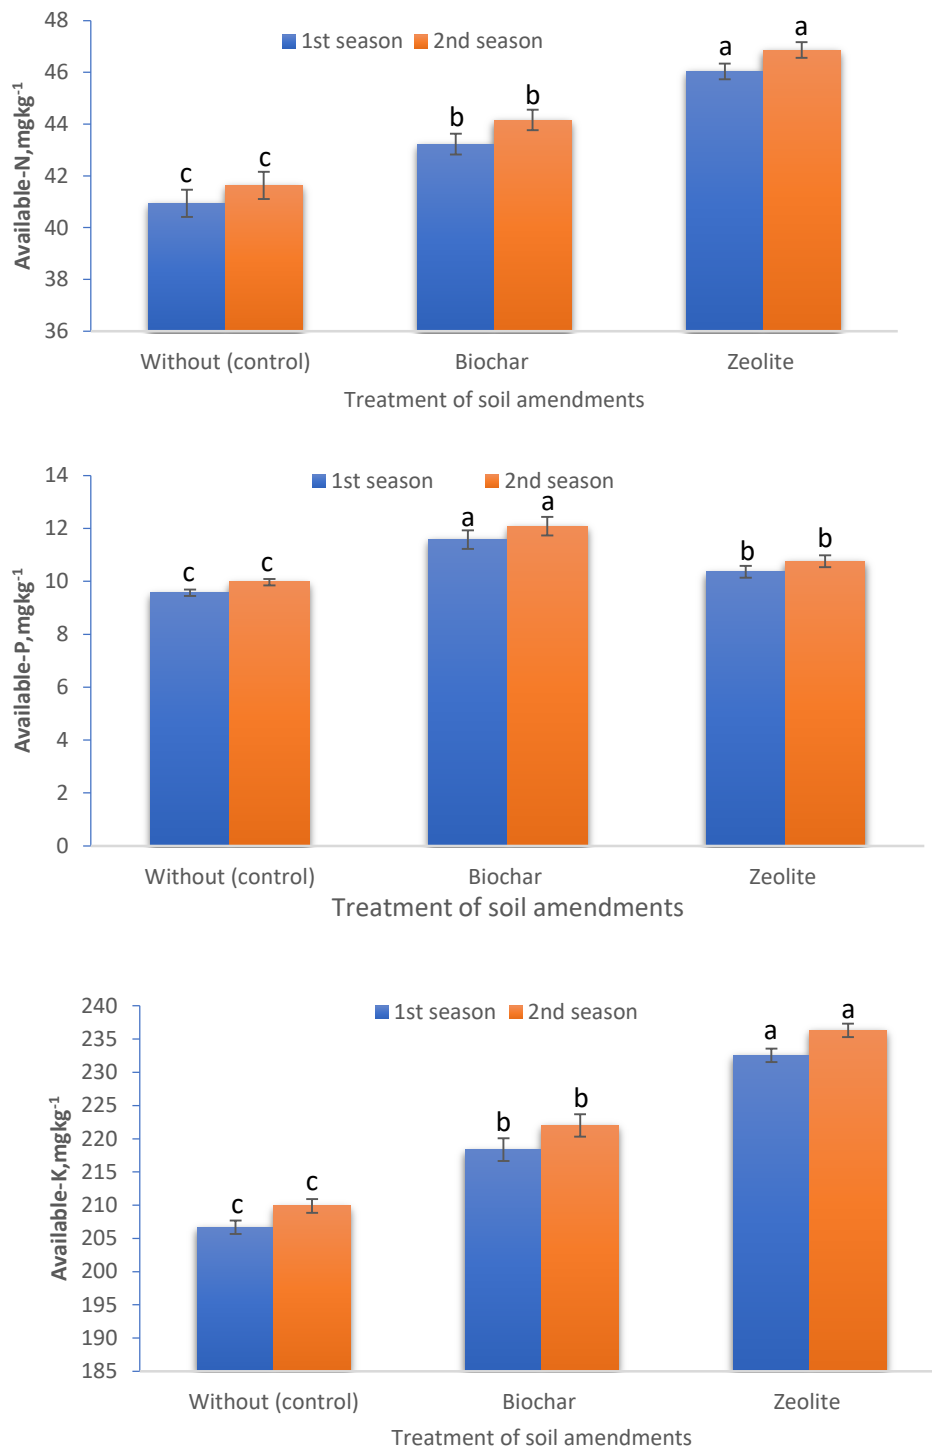 48
1st season 2nd season
a a
46
b b
44
c c
42
40
38
36
Available-N,mgkg-1
Without (control) Biochar Zeolite
Treatment of soil amendments
14
1st season 2nd season
a a
12
b b
c c
10
8
6
4
2
0
Available-P,mgkg-1
Without (control) Biochar Zeolite
Treatment of soil amendments
240
1st season 2nd season
a a
235
230
225
b b
220
215
c c
210
205
200
195
190
185
Available-K,mgkg-1
Without (control) Biochar Zeolite
Treatment of soil amendments